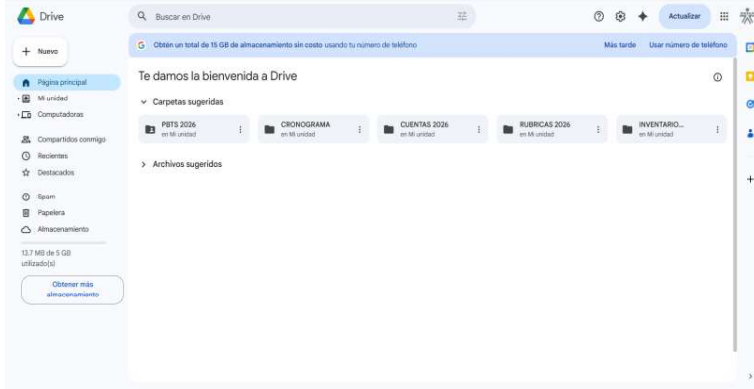 Drive
Buscar en Drive
Actualizar
Nuevo
Obtén un total de 15 GB de almacenamiento sin costo usando tu número de teléfono
Más tarde
Usar número de teléfono
Página principal
Mi unidad
Computadoras
Compartidos conmigo
Recientes
Destacados
Spam
Papelera
Almacenamiento
13.7 MB de 5 GB
utilizado(s)
Obtener más
almacenamiento
Te damos la bienvenida a Drive
Carpetas sugeridas
PBTS 2026
en Mi unidad
CRONOGRAMA
en Mi unidad
CUENTAS 2026
en Mi unidad
RUBRICAS 2026
en Mi unidad
INVENTARIO...
en Mi unidad
Archivos sugeridos